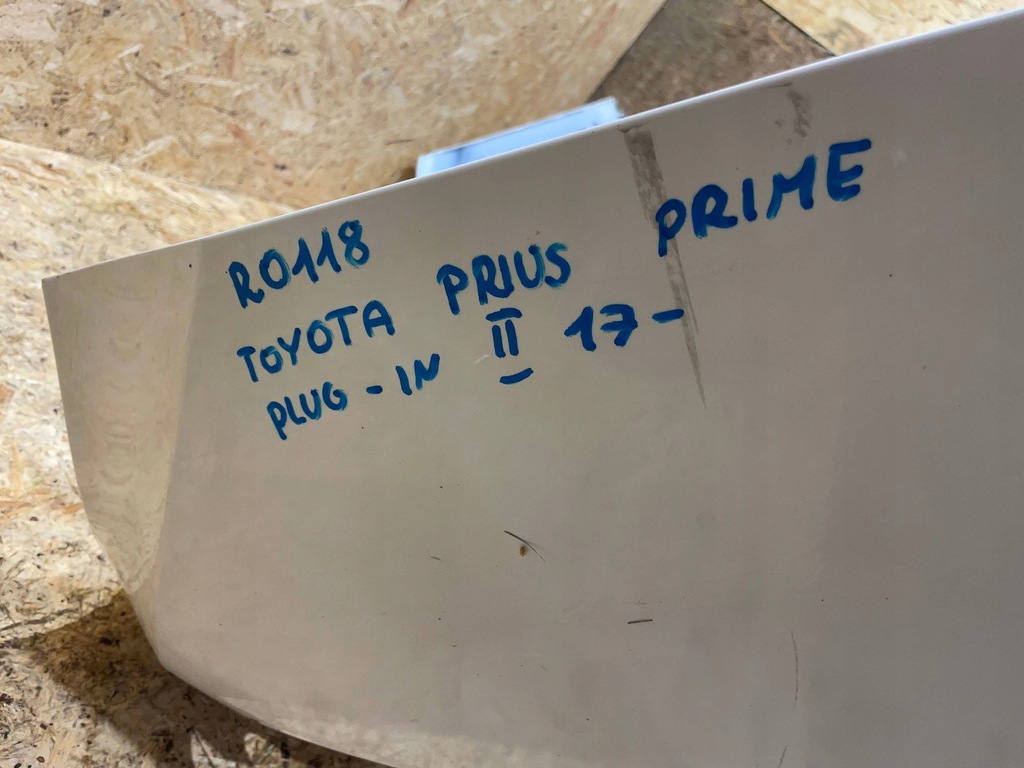 R0118
TOYOTA PRIUS PRIME
PLUG-IN II 17-